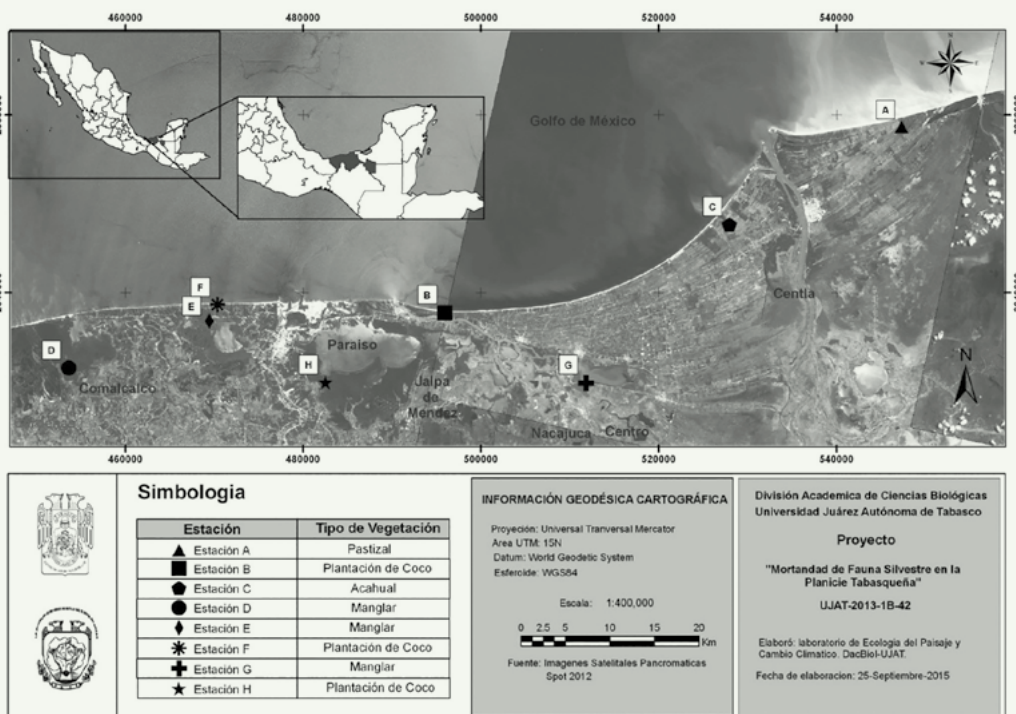 460000 480000 500000 520000 540000
Golfo de México
A
C
F
E
B
D
H
G
Centla
Paraiso
Comalcalco
Jalpa
de
Mendez
Nacajuca Centro
N
460000 480000 500000 520000 540000
Simbologia
Estación Tipo de Vegetación
Estación A Pastizal
Estación B Plantación de Coco
Estación C Acahual
Estación D Manglar
Estación E Manglar
Estación F Plantación de Coco
Estación G Manglar
Estación H Plantación de Coco
INFORMACIÓN GEODÉSICA CARTOGRÁFICA
Proyección: Universal Tranversal Mercator
Area UTM: 15N
Datum: World Geodetic System
Esferoide: WGS84
Escala: 1:400,000
0 2.5 5 10 15 20
Km
Fuente: Imagenes Satelitales Pancromaticas
Spot 2012
División Academica de Ciencias Biológicas
Universidad Juárez Autónoma de Tabasco
Proyecto
"Mortandad de Fauna Silvestre en la
Planicie Tabasqueña"
UJAT-2013-1B-42
Elaboró: laboratorio de Ecologia del Paisaje y
Cambio Climatico. DacBiol-UJAT.
Fecha de elaboracion: 25-Septiembre-2015